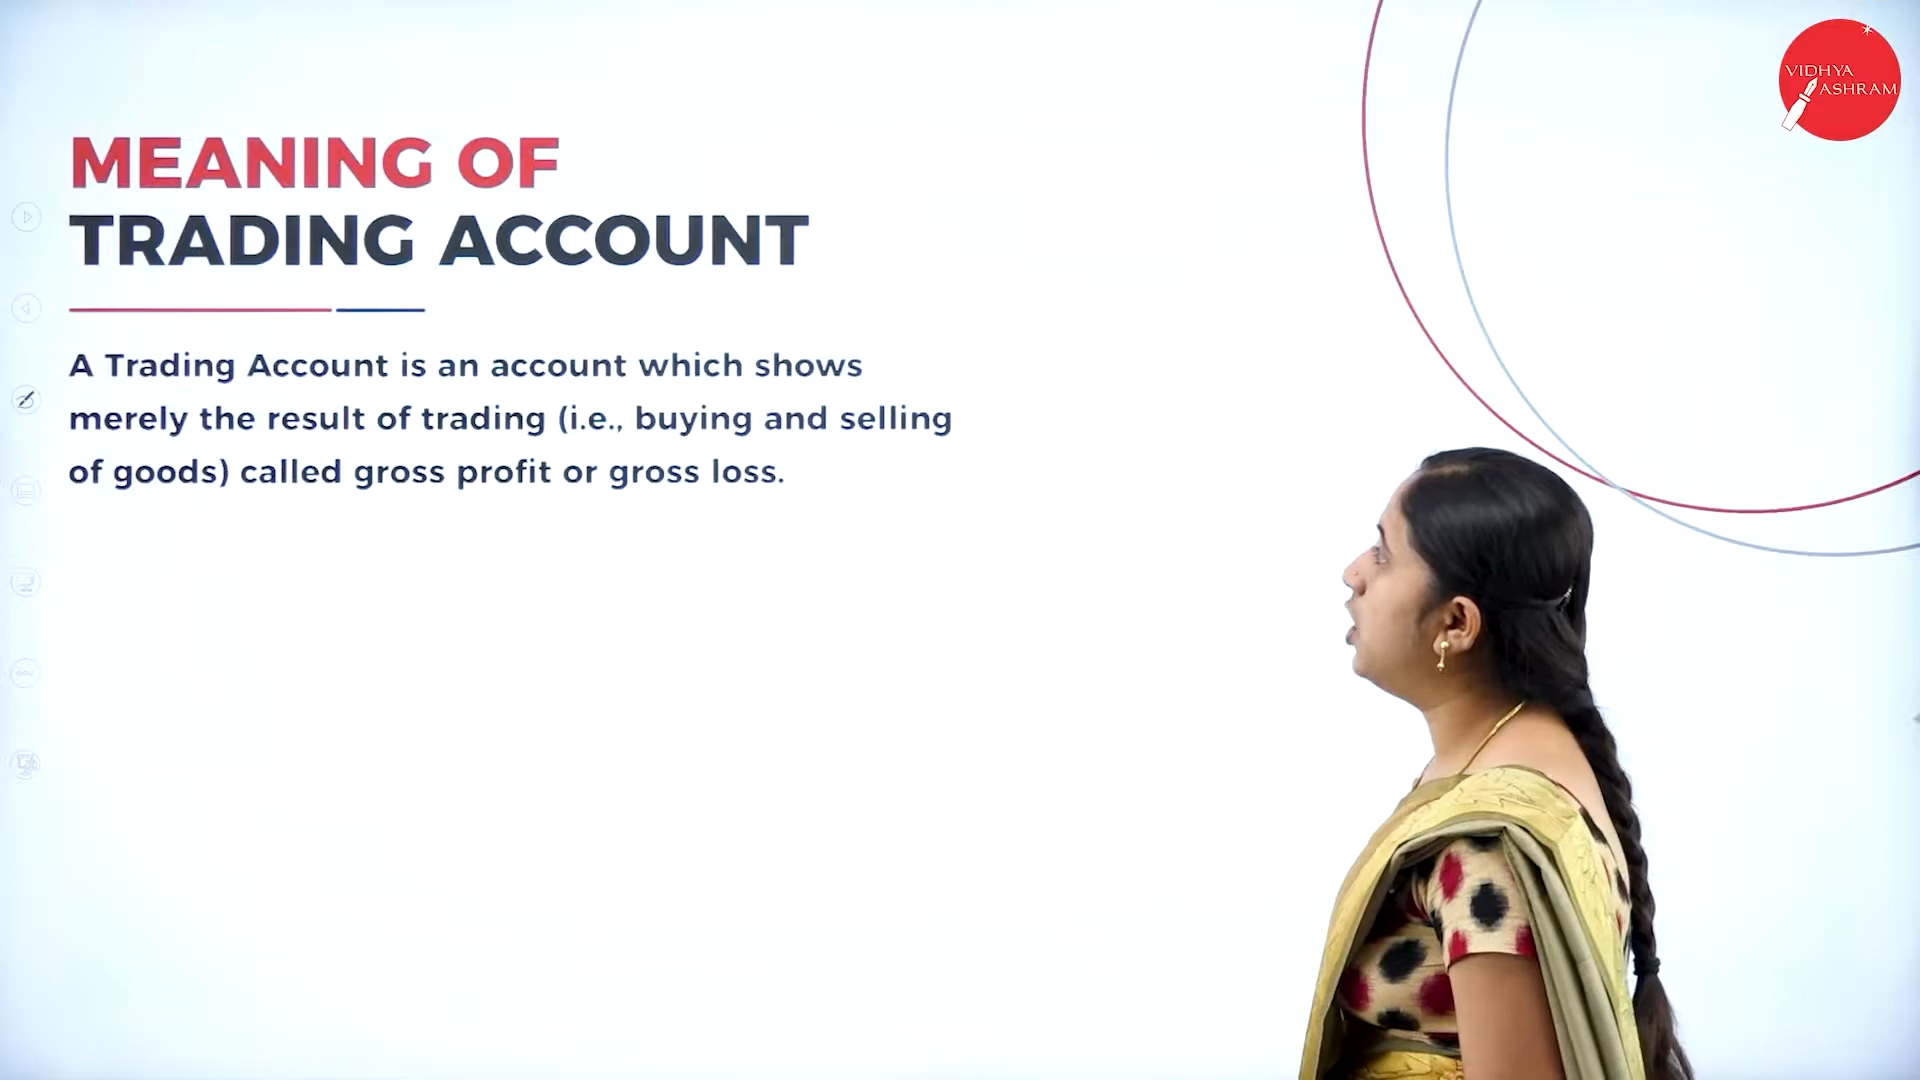 VIDHYA
ASHRAM
MEANING OF
TRADING ACCOUNT
A Trading Account is an account which shows
merely the result of trading (i.e., buying and selling
of goods) called gross profit or gross loss.